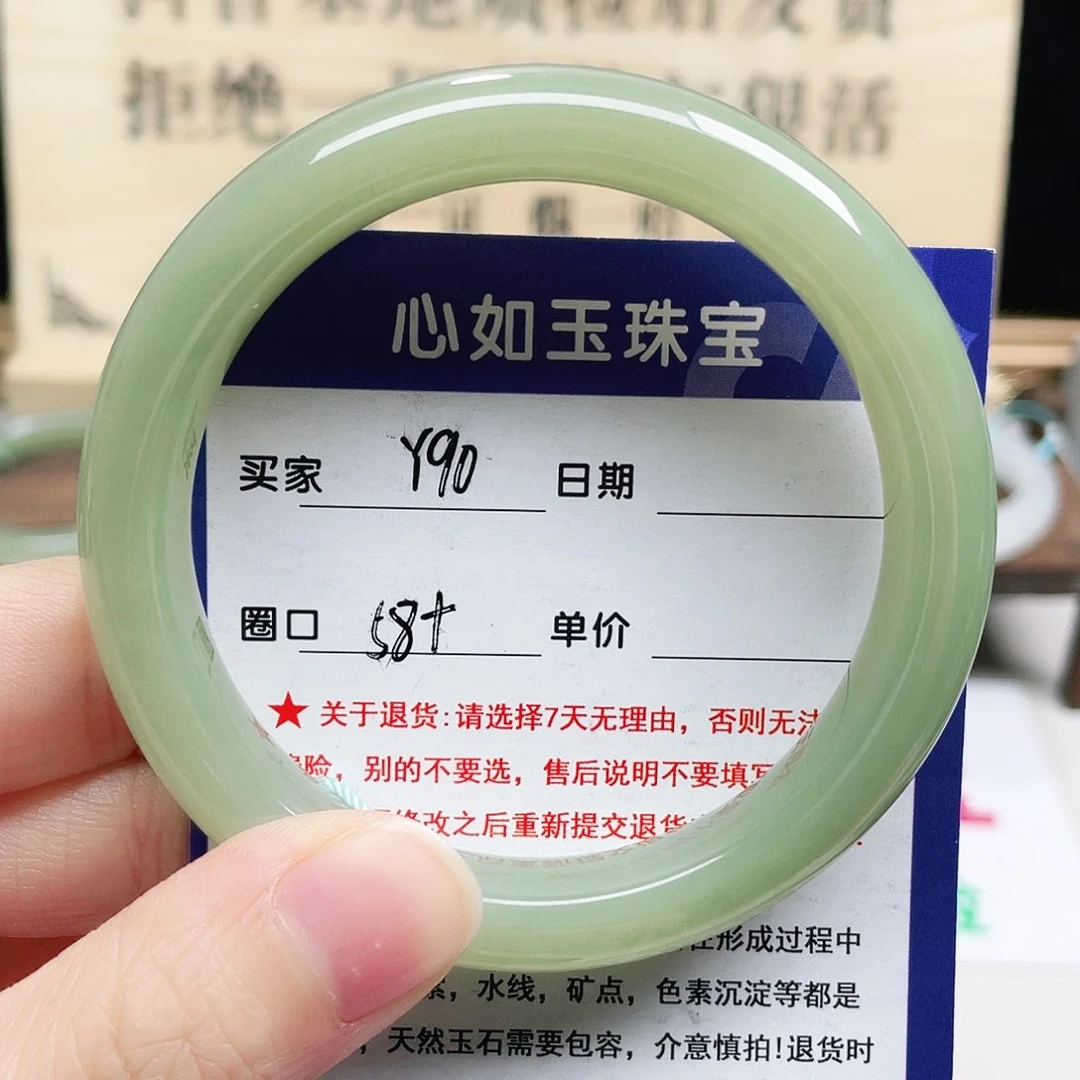 拒绝
心如玉珠宝
买家 Y90 日期
圈口 58+ 单价
★关于退货:请选择7天无理由，否则无法
险，别的不要选，售后说明不要填写
修改之后重新提交退货
形成过程中
絮，水线，矿点，色素沉淀等都是
，天然玉石需要包容，介意慎拍!退货时